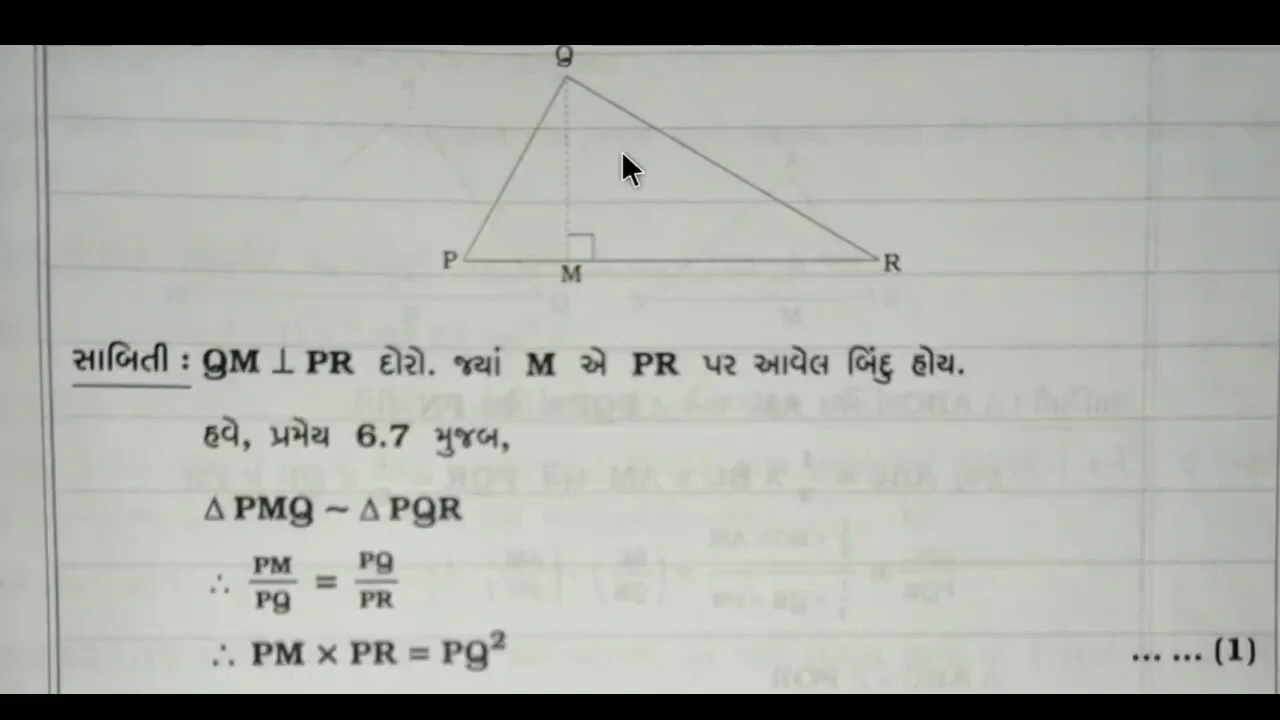 Q
P
M
R
સાબિતી : QM ⊥ PR દોરો. જ્યાં M એ PR પર આવેલ બિંદુ હોય.
હવે, પ્રમેય 6.7 મુજબ,
Δ PMQ ~ Δ PQR
∴ PM/PQ = PQ/PR
∴ PM × PR = PQ² ... ... (1)